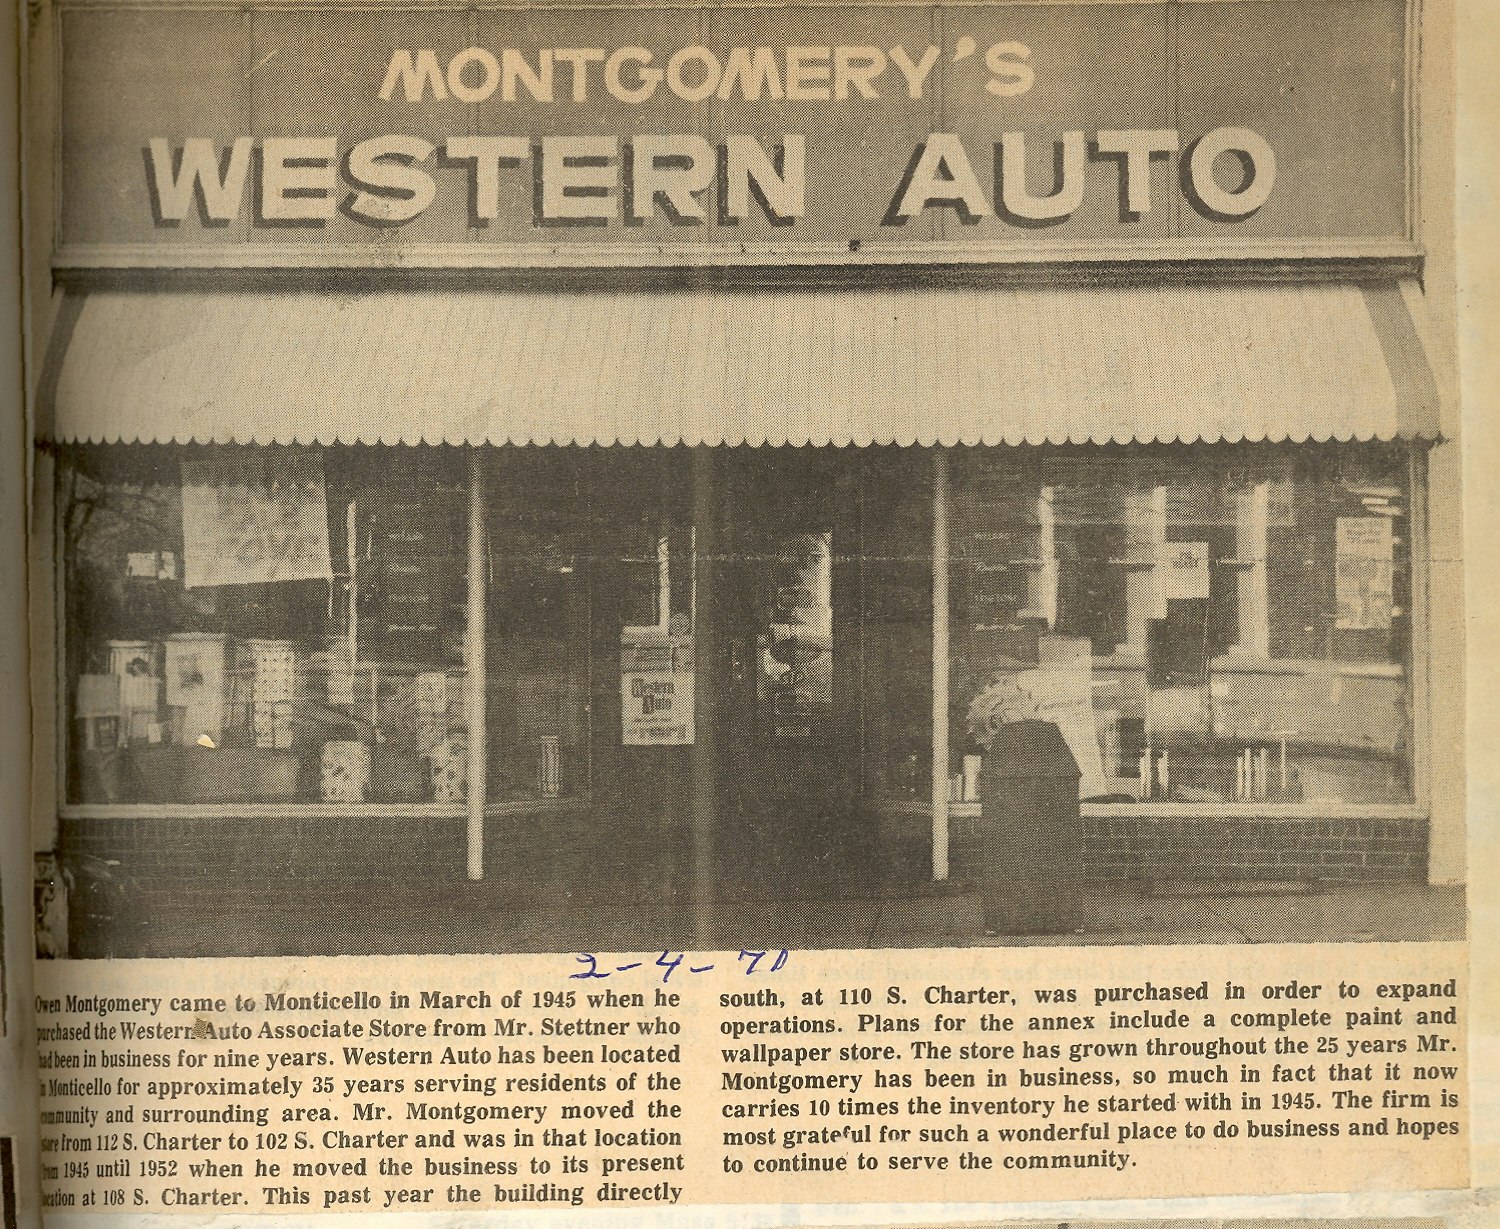 MONTGOMERY'S
WESTERN AUTO
Western
Auto
2-4-70
Owen Montgomery came to Monticello in March of 1945 when he
purchased the Western Auto Associate Store from Mr. Stettner who
had been in business for nine years. Western Auto has been located
in Monticello for approximately 35 years serving residents of the
community and surrounding area. Mr. Montgomery moved the
store from 112 S. Charter to 102 S. Charter and was in that location
from 1945 until 1952 when he moved the business to its present
location at 108 S. Charter. This past year the building directly
south, at 110 S. Charter, was purchased in order to expand
operations. Plans for the annex include a complete paint and
wallpaper store. The store has grown throughout the 25 years Mr.
Montgomery has been in business, so much in fact that it now
carries 10 times the inventory he started with in 1945. The firm is
most grateful for such a wonderful place to do business and hopes
to continue to serve the community.